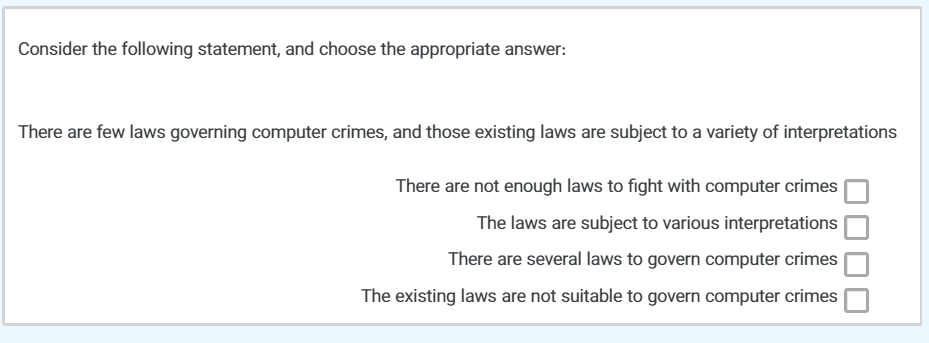 Consider the following statement, and choose the appropriate answer:
There are few laws governing computer crimes, and those existing laws are subject to a variety of interpretations
There are not enough laws to fight with computer crimes
The laws are subject to various interpretations
There are several laws to govern computer crimes
The existing laws are not suitable to govern computer crimes